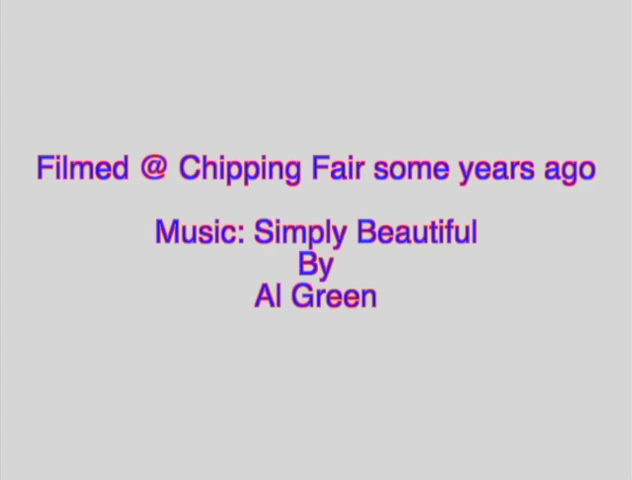 Filmed @ Chipping Fair some years ago
Music: Simply Beautiful
By
Al Green